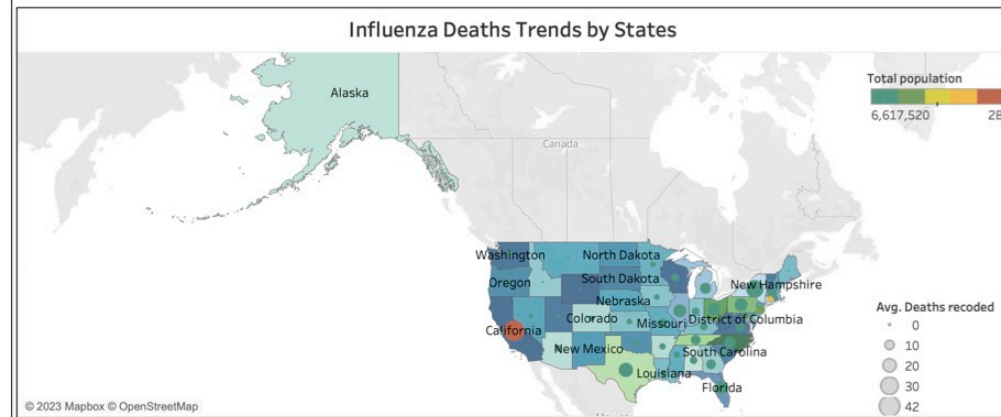 Influenza Deaths Trends by States
Alaska
Canada
Total population
6,617,520
28
Washington
North Dakota
Oregon
South Dakota
New Hampshire
Nebraska
Colorado
Missouri
District of Columbia
California
New Mexico
South Carolina
Louisiana
Florida
Avg. Deaths recoded
0
10
20
30
42
© 2023 Mapbox © OpenStreetMap